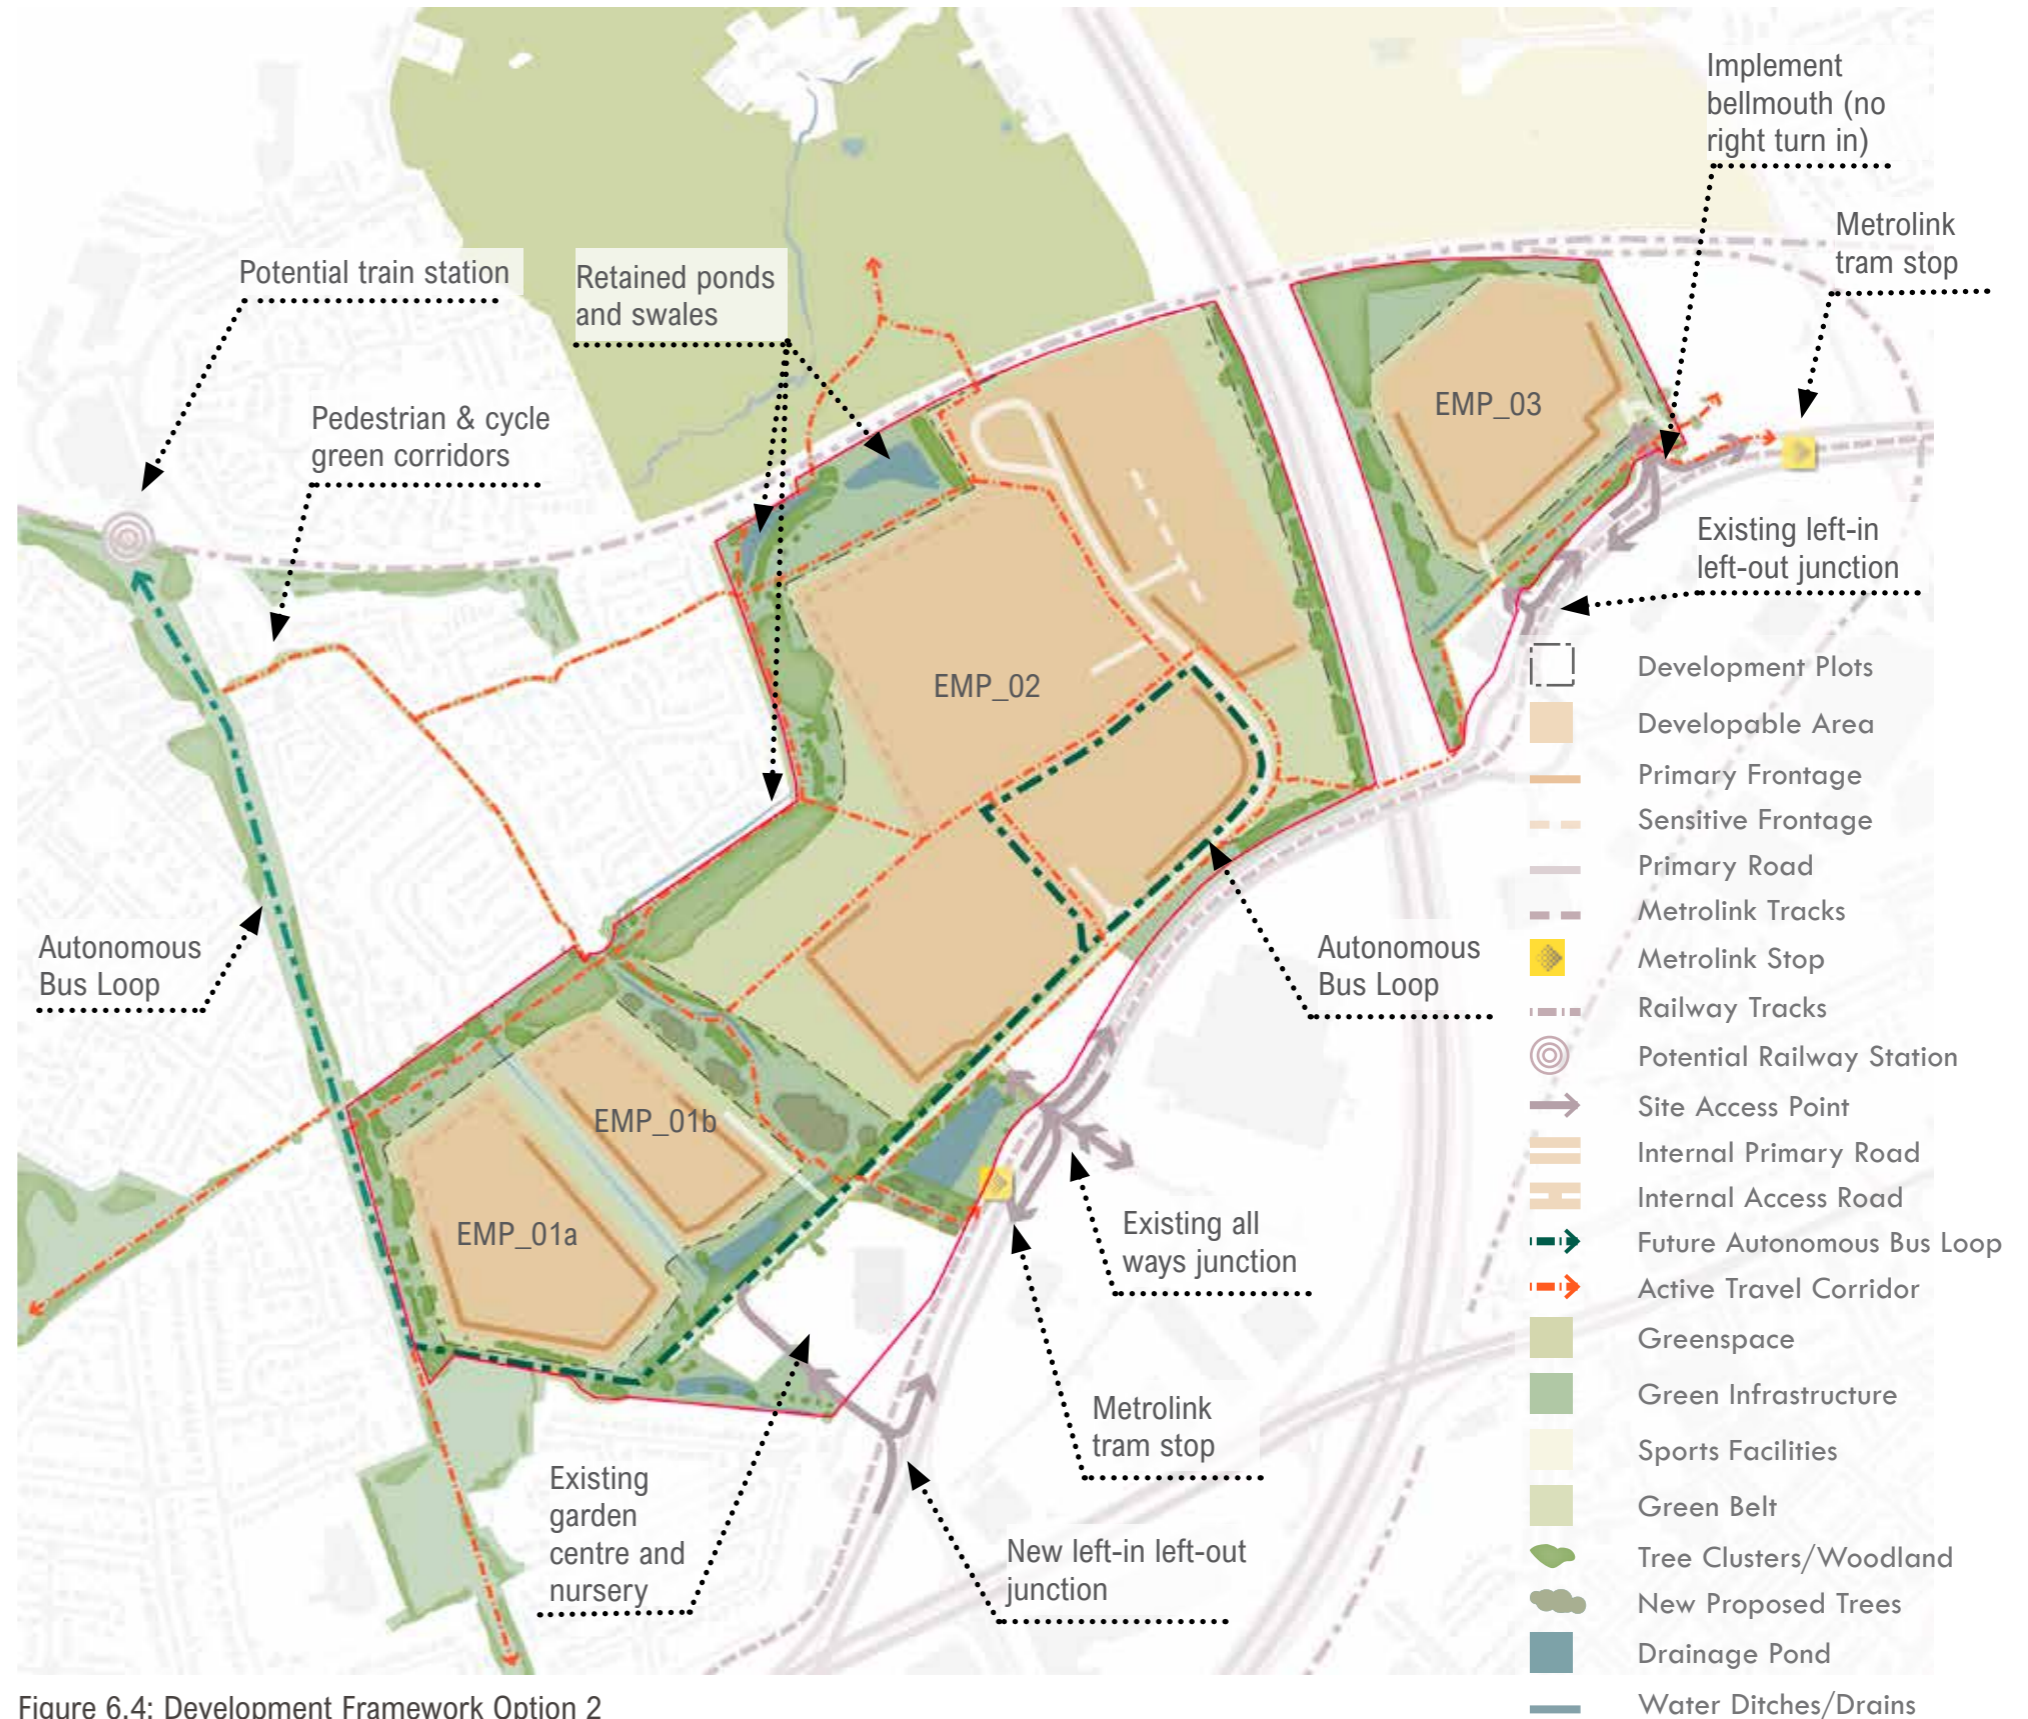 Implement
bellmouth (no
right turn in)
Metrolink
tram stop
Potential train station
Retained ponds
and swales
Pedestrian & cycle
green corridors
EMP_03
Existing left-in
left-out junction
EMP_02
Autonomous
Bus Loop
Autonomous
Bus Loop
EMP_01b
EMP_01a
Existing all
ways junction
Metrolink
tram stop
Existing
garden
centre and
nursery
New left-in left-out
junction
Development Plots
Developable Area
Primary Frontage
Sensitive Frontage
Primary Road
Metrolink Tracks
Metrolink Stop
Railway Tracks
Potential Railway Station
Site Access Point
Internal Primary Road
Internal Access Road
Future Autonomous Bus Loop
Active Travel Corridor
Greenspace
Green Infrastructure
Sports Facilities
Green Belt
Tree Clusters/Woodland
New Proposed Trees
Drainage Pond
Water Ditches/Drains
Figure 6.4: Development Framework Option 2